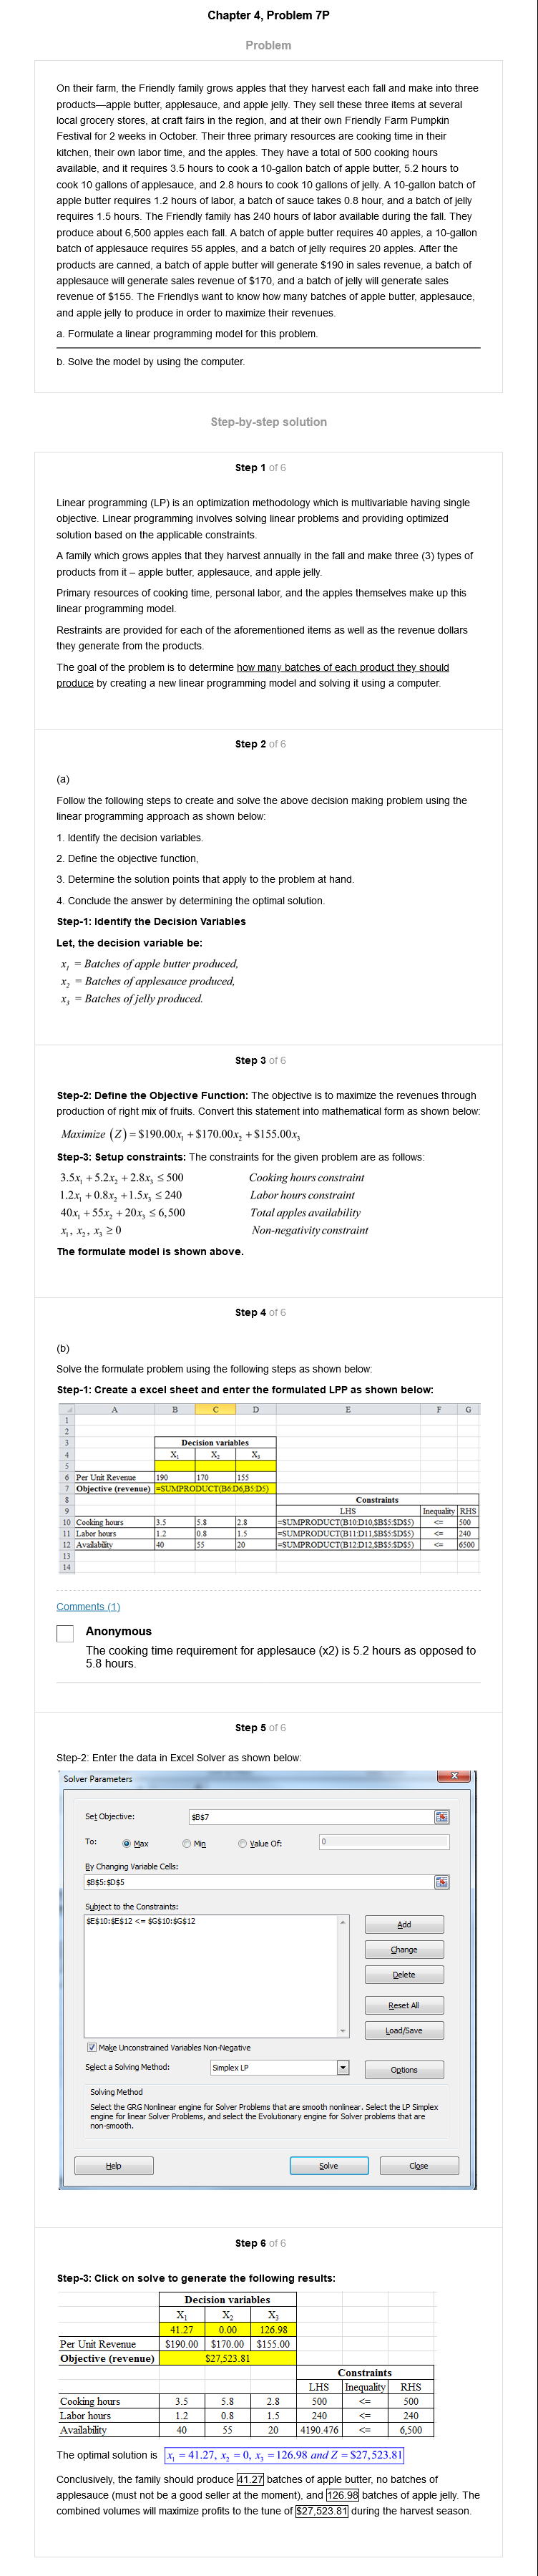 Chapter 4, Problem 7P
Problem
On their farm, the Friendly family grows apples that they harvest each fall and make into three
products—apple butter, applesauce, and apple jelly. They sell these three items at several
local grocery stores, at craft fairs in the region, and at their own Friendly Farm Pumpkin
Festival for 2 weeks in October. Their three primary resources are cooking time in their
kitchen, their own labor time, and the apples. They have a total of 500 cooking hours
available, and it requires 3.5 hours to cook a 10-gallon batch of apple butter, 5.2 hours to
cook 10 gallons of applesauce, and 2.8 hours to cook 10 gallons of jelly. A 10-gallon batch of
apple butter requires 1.2 hours of labor, a batch of sauce takes 0.8 hour, and a batch of jelly
requires 1.5 hours. The Friendly family has 240 hours of labor available during the fall. They
produce about 6,500 apples each fall. A batch of apple butter requires 40 apples, a 10-gallon
batch of applesauce requires 55 apples, and a batch of jelly requires 20 apples. After the
products are canned, a batch of apple butter will generate $190 in sales revenue, a batch of
applesauce will generate sales revenue of $170, and a batch of jelly will generate sales
revenue of $155. The Friendlys want to know how many batches of apple butter, applesauce,
and apple jelly to produce in order to maximize their revenues.
a. Formulate a linear programming model for this problem.
b. Solve the model by using the computer.
Step-by-step solution
Step 1 of 6
Linear programming (LP) is an optimization methodology which is multivariable having single
objective. Linear programming involves solving linear problems and providing optimized
solution based on the applicable constraints.
A family which grows apples that they harvest annually in the fall and make three (3) types of
products from it – apple butter, applesauce, and apple jelly.
Primary resources of cooking time, personal labor, and the apples themselves make up this
linear programming model.
Restraints are provided for each of the aforementioned items as well as the revenue dollars
they generate from the products.
The goal of the problem is to determine how many batches of each product they should
produce by creating a new linear programming model and solving it using a computer.
Step 2 of 6
(a)
Follow the following steps to create and solve the above decision making problem using the
linear programming approach as shown below:
1. Identify the decision variables.
2. Define the objective function,
3. Determine the solution points that apply to the problem at hand.
4. Conclude the answer by determining the optimal solution.
Step-1: Identify the Decision Variables
Let, the decision variable be:
x₁ = Batches of apple butter produced,
x₂ = Batches of applesauce produced,
x₃ = Batches of jelly produced.
Step 3 of 6
Step-2: Define the Objective Function: The objective is to maximize the revenues through
production of right mix of fruits. Convert this statement into mathematical form as shown below:
Maximize (Z) = $190.00x₁ + $170.00x₂ + $155.00x₃
Step-3: Setup constraints: The constraints for the given problem are as follows:
3.5x₁ + 5.2x₂ + 2.8x₃ ≤ 500 Cooking hours constraint
1.2x₁ + 0.8x₂ + 1.5x₃ ≤ 240 Labor hours constraint
40x₁ + 55x₂ + 20x₃ ≤ 6,500 Total apples availability
x₁, x₂, x₃ ≥ 0 Non-negativity constraint
The formulate model is shown above.
Step 4 of 6
(b)
Solve the formulate problem using the following steps as shown below:
Step-1: Create a excel sheet and enter the formulated LPP as shown below:
A B C D E F G
1
2
3 Decision variables
4 X₁ X₂ X₃
5
6 Per Unit Revenue 190 170 155
7 Objective (revenue) =SUMPRODUCT(B6:D6,B5:D5)
8 Constraints
9 LHS Inequality RHS
10 Cooking hours 3.5 5.8 2.8 =SUMPRODUCT(B10:D10,$B$5:$D$5) <= 500
11 Labor hours 1.2 0.8 1.5 =SUMPRODUCT(B11:D11,$B$5:$D$5) <= 240
12 Availability 40 55 20 =SUMPRODUCT(B12:D12,$B$5:$D$5) <= 6500
13
14
Comments (1)
Anonymous
The cooking time requirement for applesauce (x2) is 5.2 hours as opposed to
5.8 hours.
Step 5 of 6
Step-2: Enter the data in Excel Solver as shown below:
Solver Parameters
Set Objective: $B$7
To: Max Min Value Of: 0
By Changing Variable Cells:
$B$5:$D$5
Subject to the Constraints:
$E$10:$E$12 <= $G$10:$G$12
Add
Change
Delete
Reset All
Load/Save
Make Unconstrained Variables Non-Negative
Select a Solving Method: Simplex LP Options
Solving Method
Select the GRG Nonlinear engine for Solver Problems that are smooth nonlinear. Select the LP Simplex
engine for linear Solver Problems, and select the Evolutionary engine for Solver problems that are
non-smooth.
Help Solve Close
Step 6 of 6
Step-3: Click on solve to generate the following results:
Decision variables
X₁ X₂ X₃
41.27 0.00 126.98
Per Unit Revenue $190.00 $170.00 $155.00
Objective (revenue) $27,523.81
Constraints
LHS Inequality RHS
Cooking hours 3.5 5.8 2.8 500 <= 500
Labor hours 1.2 0.8 1.5 240 <= 240
Availability 40 55 20 4190.476 <= 6,500
The optimal solution is x₁ = 41.27, x₂ = 0, x₃ = 126.98 and Z = $27,523.81
Conclusively, the family should produce 41.27 batches of apple butter, no batches of
applesauce (must not be a good seller at the moment), and 126.98 batches of apple jelly. The
combined volumes will maximize profits to the tune of $27,523.81 during the harvest season.